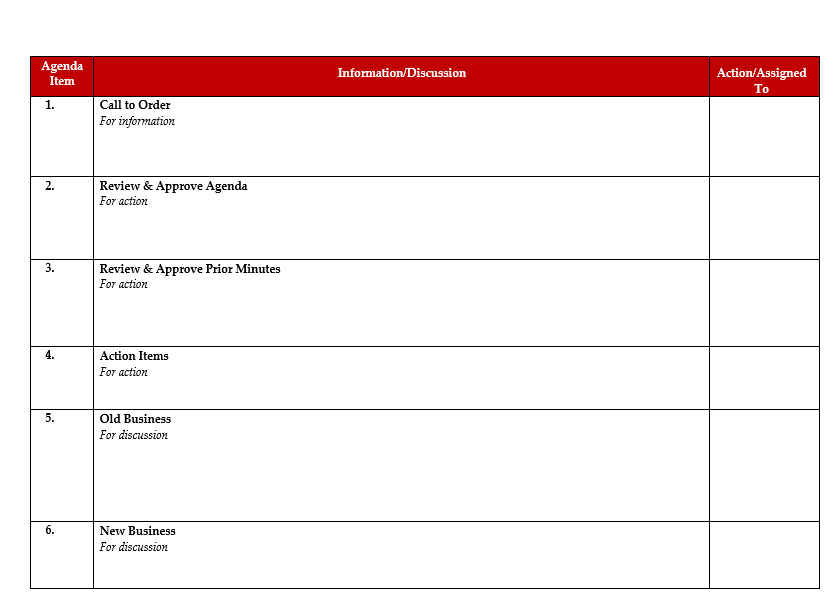 Agenda
Item
Information/Discussion
Action/Assigned
To
1.
Call to Order
For information
2.
Review & Approve Agenda
For action
3.
Review & Approve Prior Minutes
For action
4.
Action Items
For action
5.
Old Business
For discussion
6.
New Business
For discussion